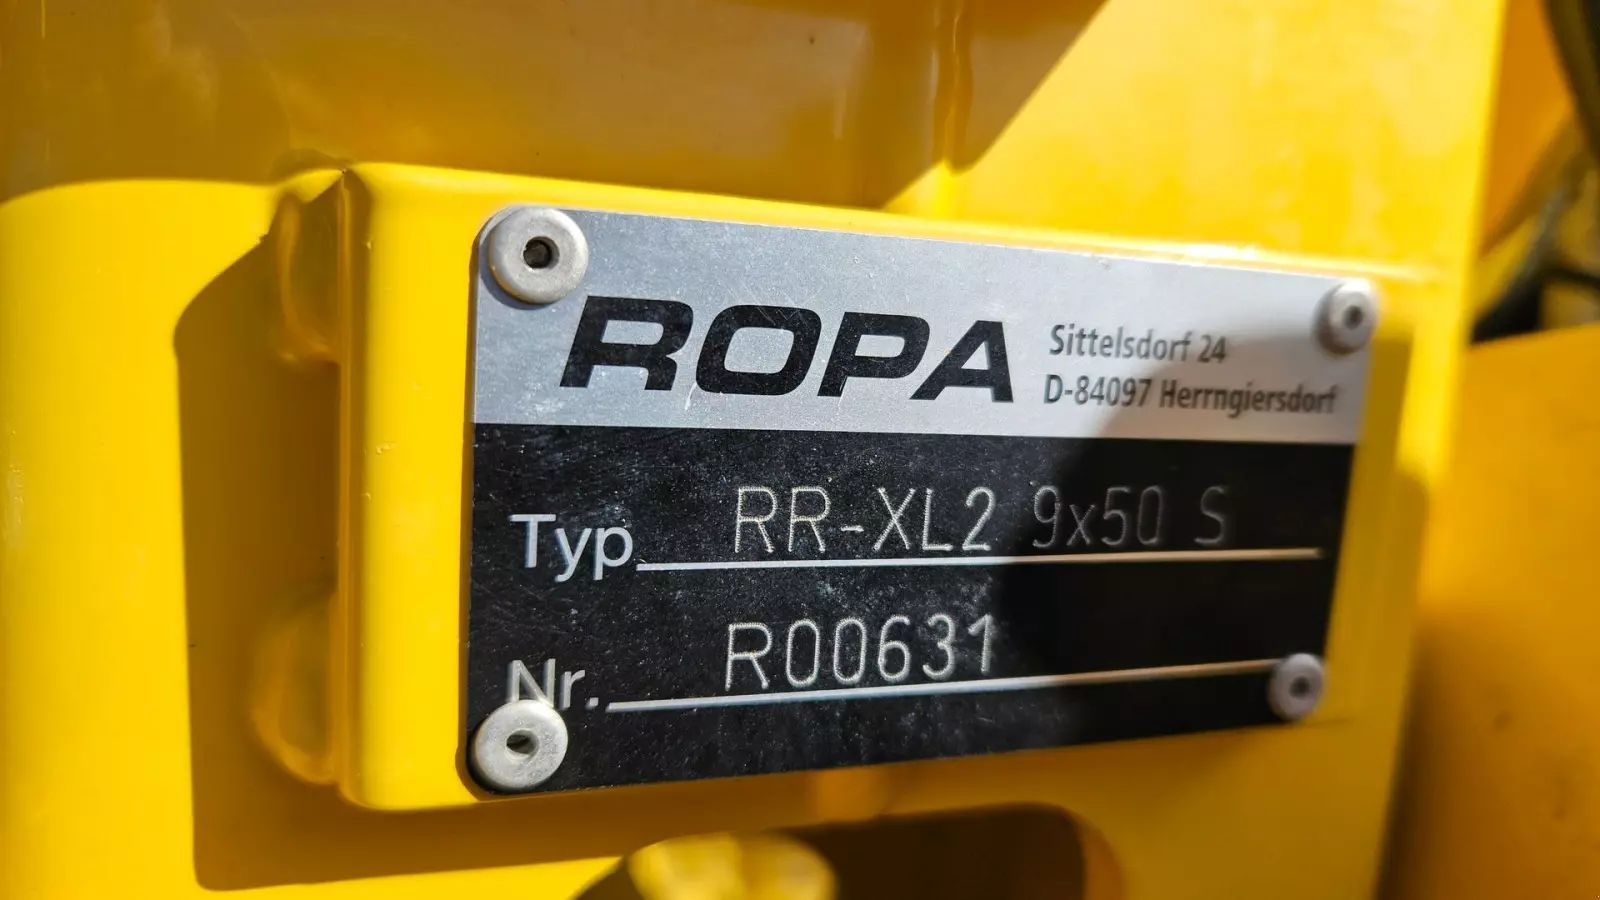 ROPA
Sittelsdorf 24
D-84097 Herrngiersdorf
Typ RR-XL2 9x50 S
Nr. R00631